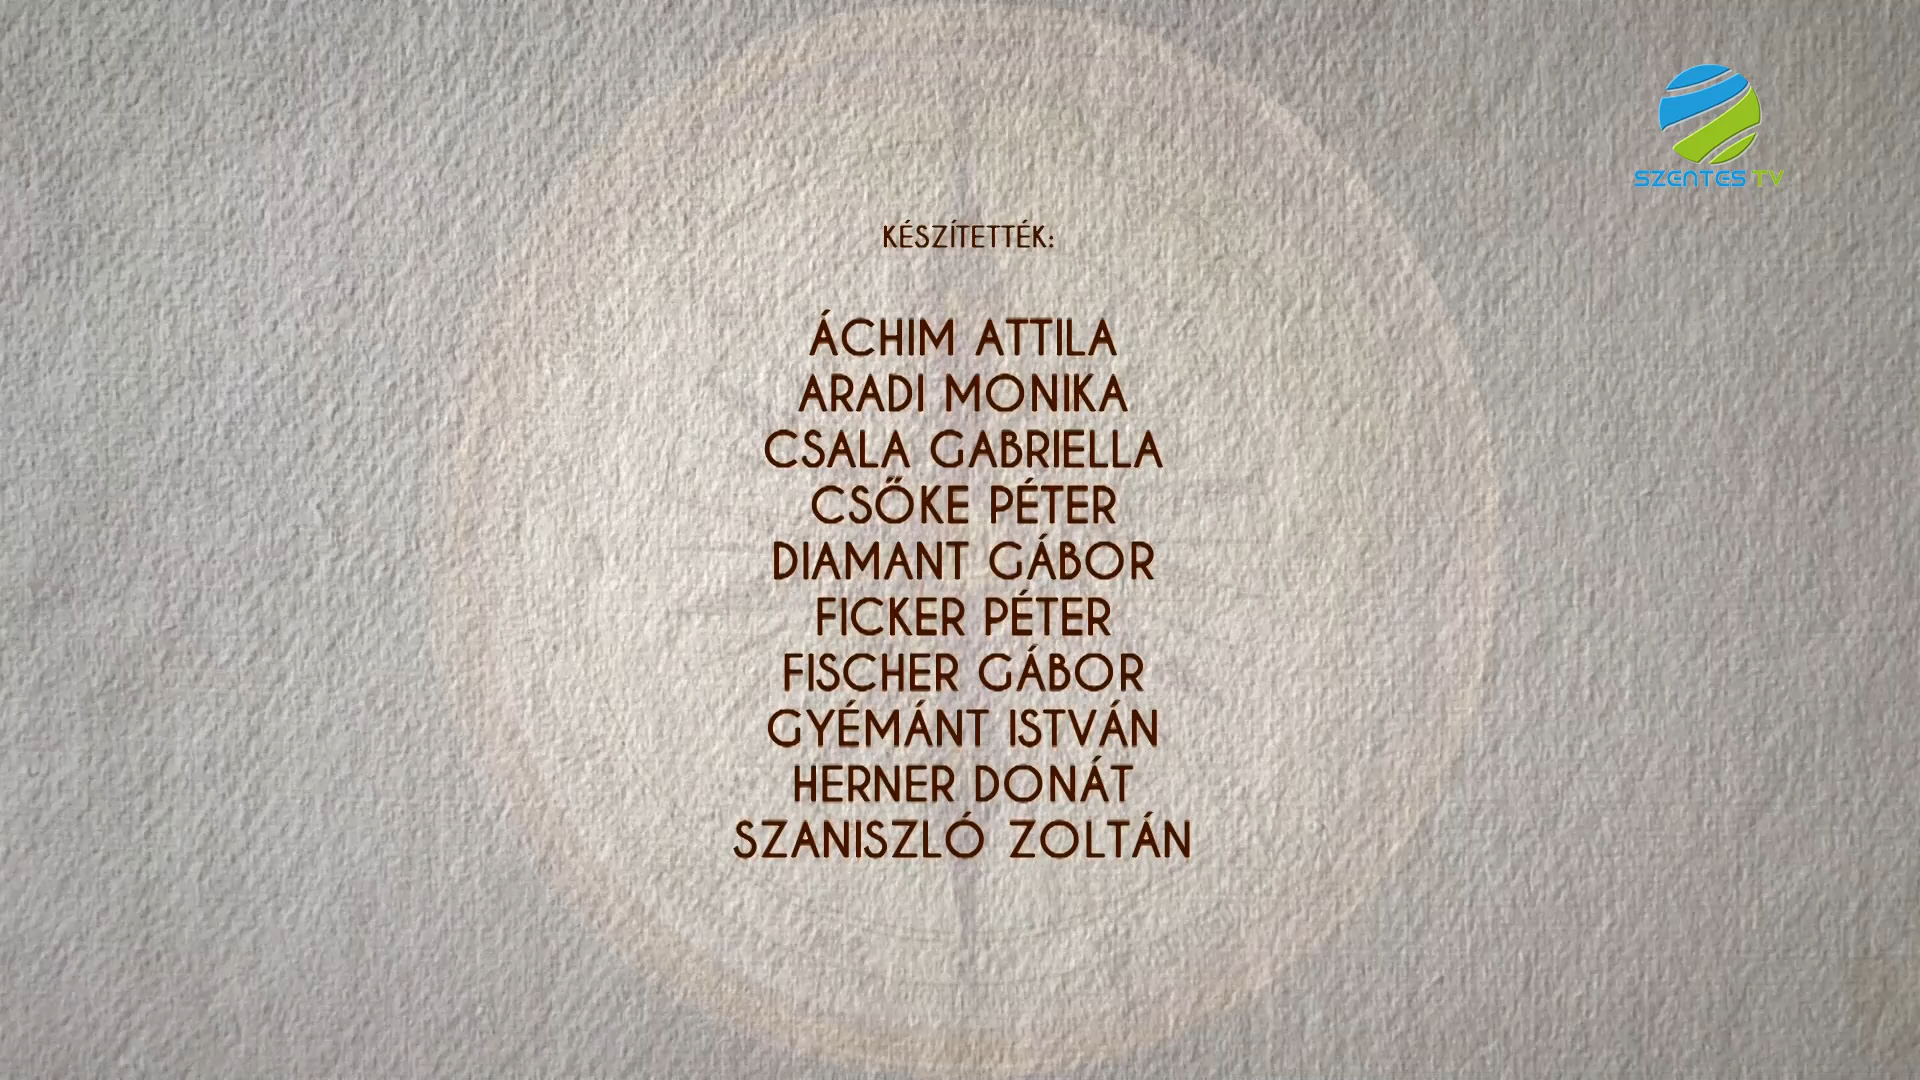 SZENTES TV
KÉSZÍTETTÉK:
ÁCHIM ATTILA
ARADI MONIKA
CSALA GABRIELLA
CSŐKE PÉTER
DIAMANT GÁBOR
FICKER PÉTER
FISCHER GÁBOR
GYÉMÁNT ISTVÁN
HERNER DONÁT
SZANISZLÓ ZOLTÁN